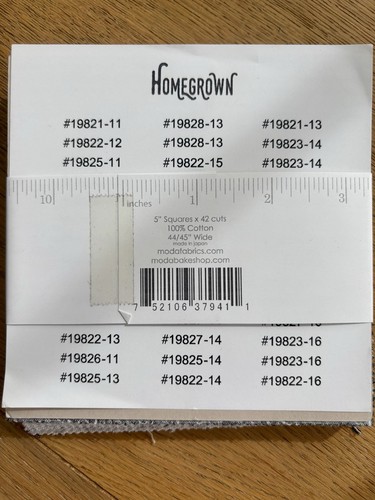 HOMEGROWN
#19821-11 #19828-13 #19821-13
#19822-12 #19828-13 #19823-14
#19825-11 #19822-15 #19823-14
10 inches 1 2 3
5" Squares x 42 cuts
100% Cotton
44/45" Wide
made in japan
modafabrics.com
modabakeshop.com
7 52106 37941 1
#19822-13 #19827-14 #19823-16
#19826-11 #19825-14 #19823-16
#19825-13 #19822-14 #19822-16